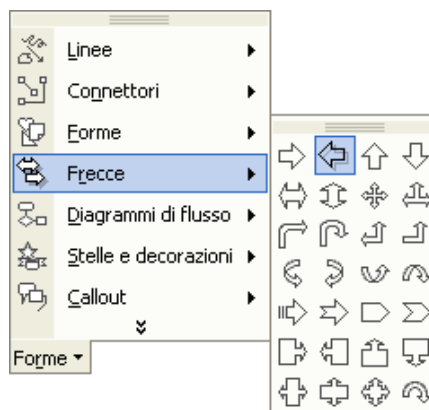 Linee
Connettori
Forme
Frecce
Diagrammi di flusso
Stelle e decorazioni
Callout
Forme